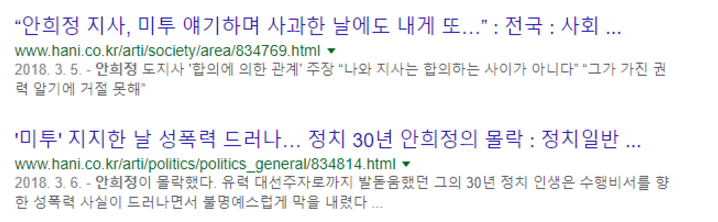 “안희정 지사, 미투 얘기하며 사과한 날에도 내게 또…” : 전국 : 사회 ...
www.hani.co.kr/arti/society/area/834769.html
2018. 3. 5. - 안희정 도지사 '합의에 의한 관계' 주장 “나와 지사는 합의하는 사이가 아니다” “그가 가진 권
력 알기에 거절 못해”
'미투' 지지한 날 성폭력 드러나… 정치 30년 안희정의 몰락 : 정치일반 ...
www.hani.co.kr/arti/politics/politics_general/834814.html
2018. 3. 6. - 안희정이 몰락했다. 유력 대선주자로까지 발돋움했던 그의 30년 정치 인생은 수행비서를 향
한 성폭력 사실이 드러나면서 불명예스럽게 막을 내렸다 ...